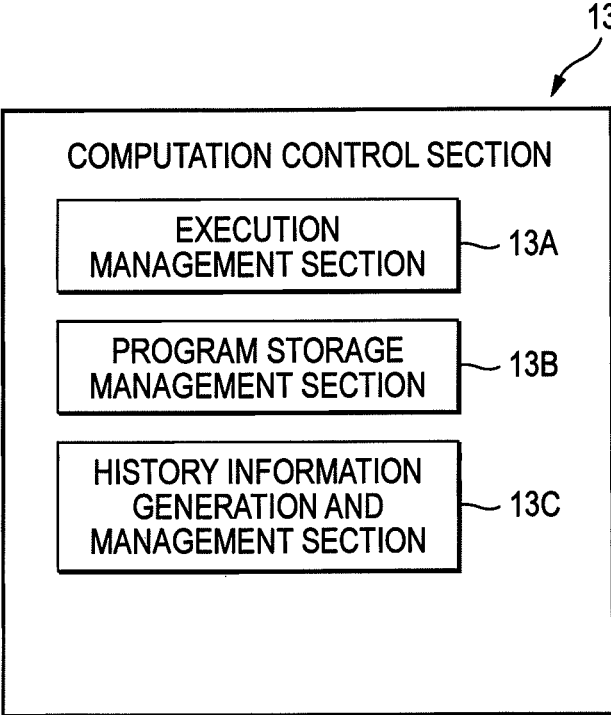 13
COMPUTATION CONTROL SECTION
EXECUTION
MANAGEMENT SECTION
13A
PROGRAM STORAGE
MANAGEMENT SECTION
13B
HISTORY INFORMATION
GENERATION AND
MANAGEMENT SECTION
13C